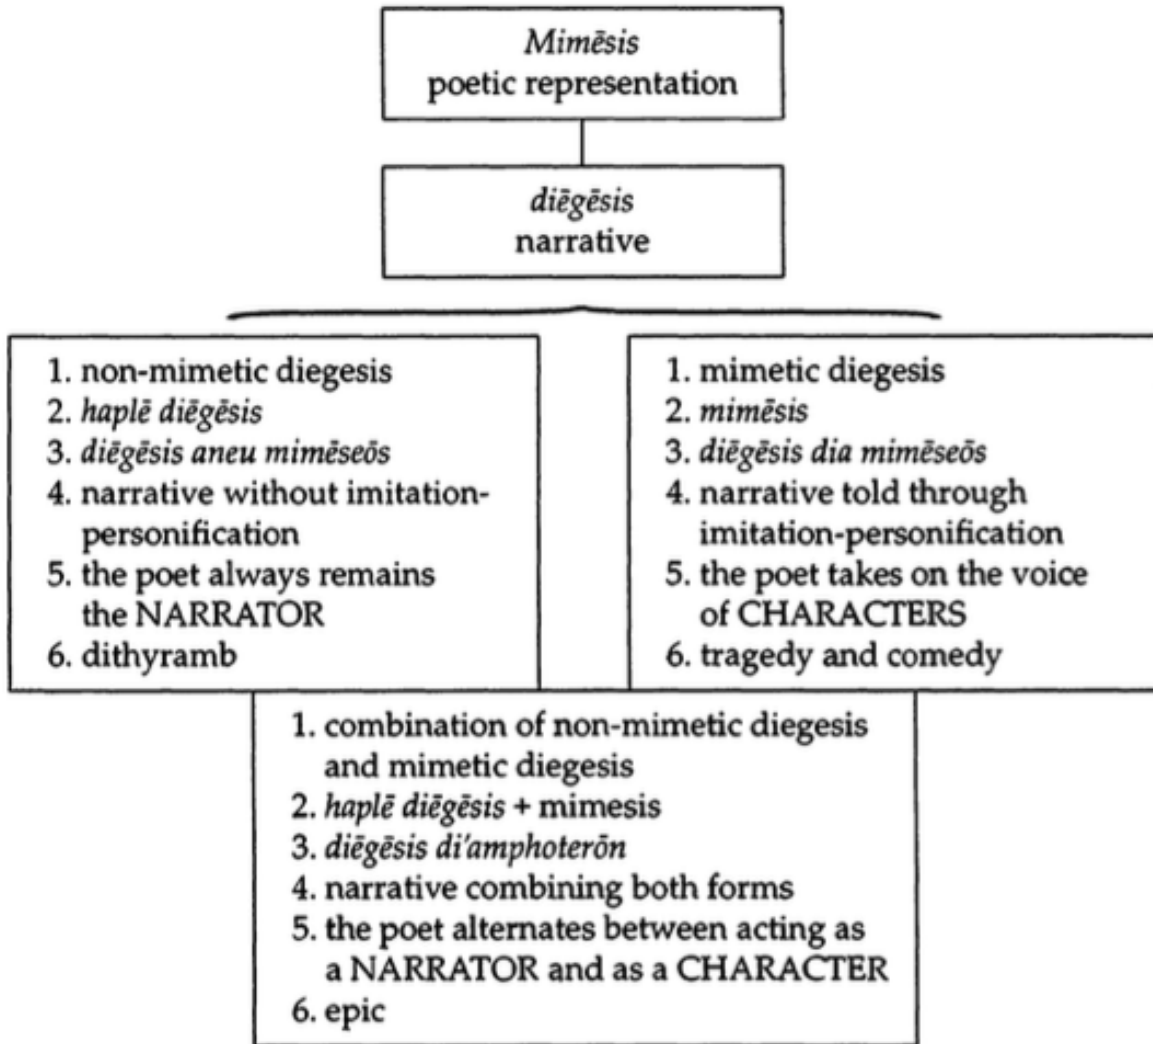 Mimēsis
poetic representation
diēgēsis
narrative
1. non-mimetic diegesis
2. haplē diēgēsis
3. diēgēsis aneu mimēseōs
4. narrative without imitation-
personification
5. the poet always remains
the NARRATOR
6. dithyramb
1. mimetic diegesis
2. mimēsis
3. diēgēsis dia mimēseōs
4. narrative told through
imitation-personification
5. the poet takes on the voice
of CHARACTERS
6. tragedy and comedy
1. combination of non-mimetic diegesis
and mimetic diegesis
2. haplē diēgēsis + mimesis
3. diēgēsis di'amphoterōn
4. narrative combining both forms
5. the poet alternates between acting as
a NARRATOR and as a CHARACTER
6. epic